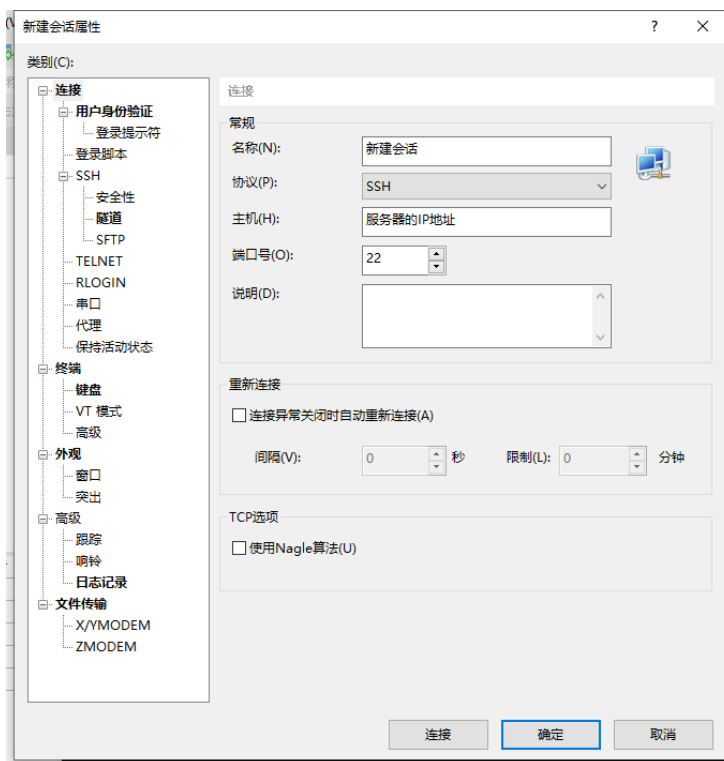 新建会话属性
类别(C):
连接
用户身份验证
登录提示符
登录脚本
SSH
安全性
隧道
SFTP
TELNET
RLOGIN
串口
代理
保持活动状态
终端
键盘
VT 模式
高级
外观
窗口
突出
高级
跟踪
响铃
日志记录
文件传输
X/YMODEM
ZMODEM
连接
常规
名称(N): 新建会话
协议(P): SSH
主机(H): 服务器的IP地址
端口号(O): 22
说明(D):
重新连接
连接异常关闭时自动重新连接(A)
间隔(V): 0 秒 限制(L): 0 分钟
TCP选项
使用Nagle算法(U)
连接 确定 取消